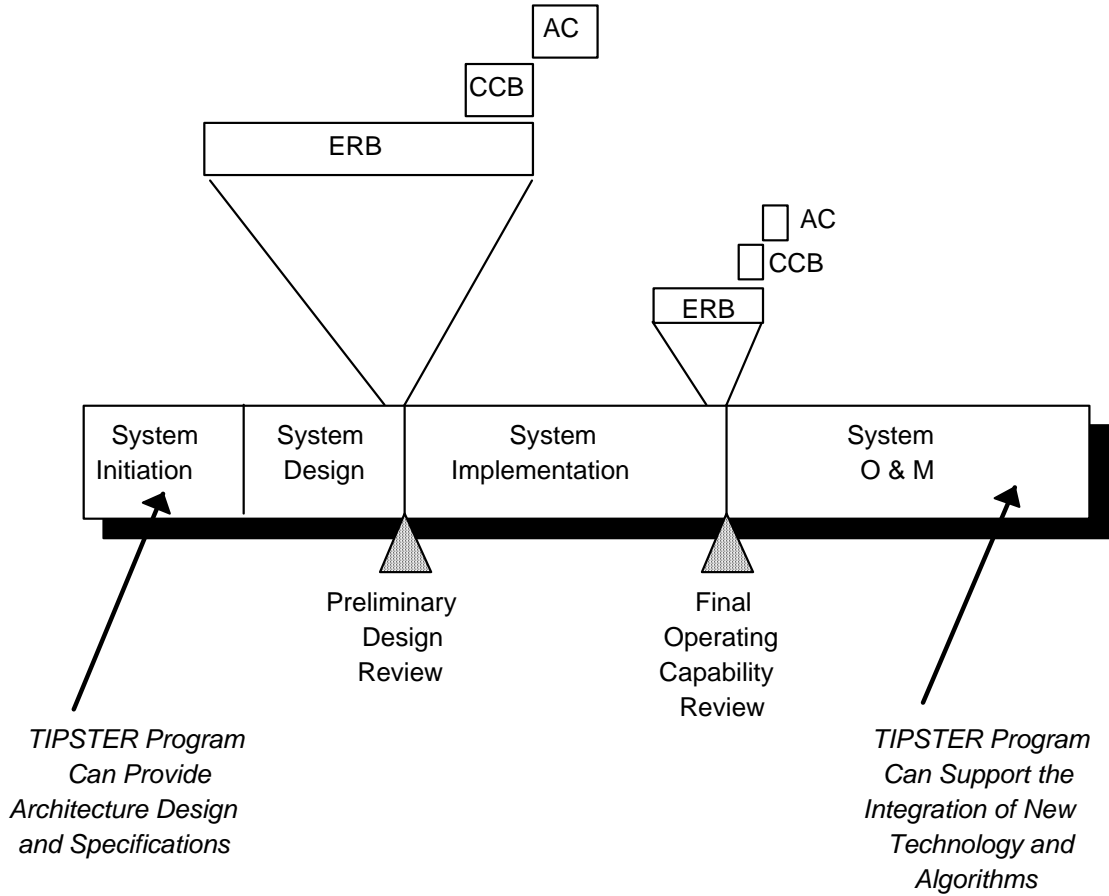 AC
CCB
ERB
AC
CCB
ERB
System
Initiation
System
Design
System
Implementation
System
O & M
Preliminary
Design
Review
Final
Operating
Capability
Review
TIPSTER Program
Can Provide
Architecture Design
and Specifications
TIPSTER Program
Can Support the
Integration of New
Technology and
Algorithms